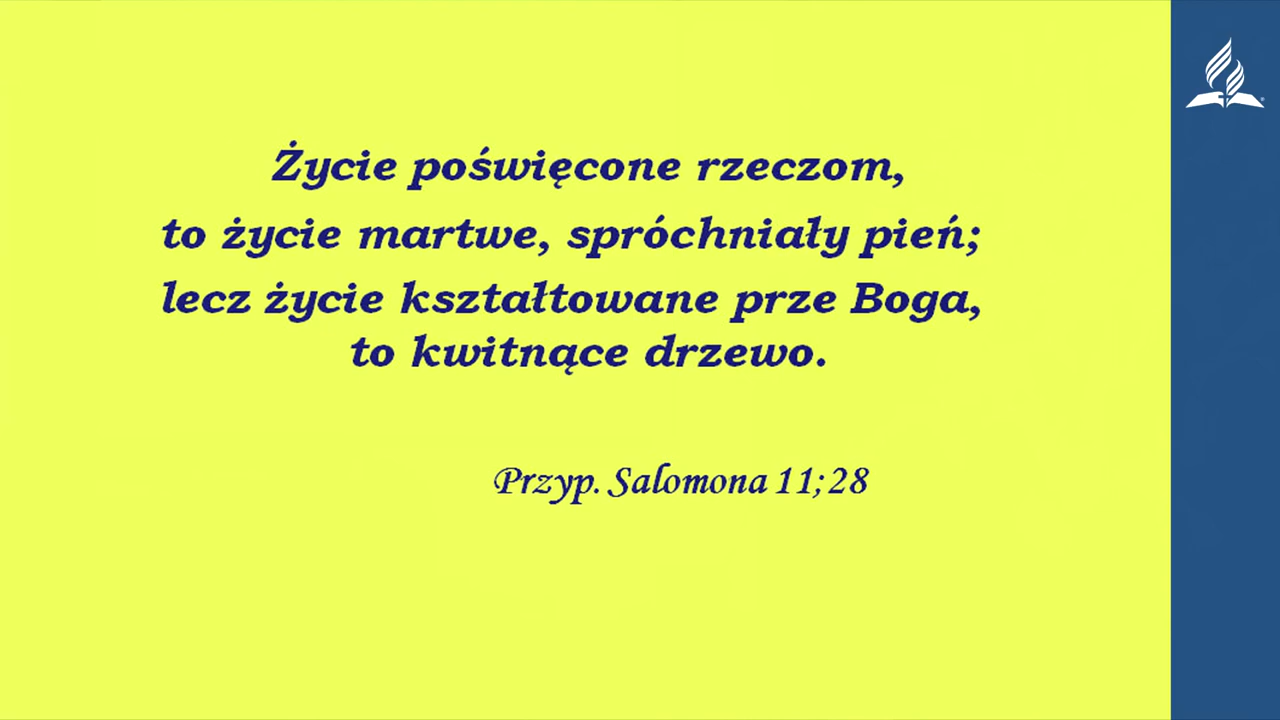 Życie poświęcone rzeczom,
to życie martwe, spróchniały pień;
lecz życie kształtowane prze Boga,
to kwitnące drzewo.
Przyp. Salomona 11;28